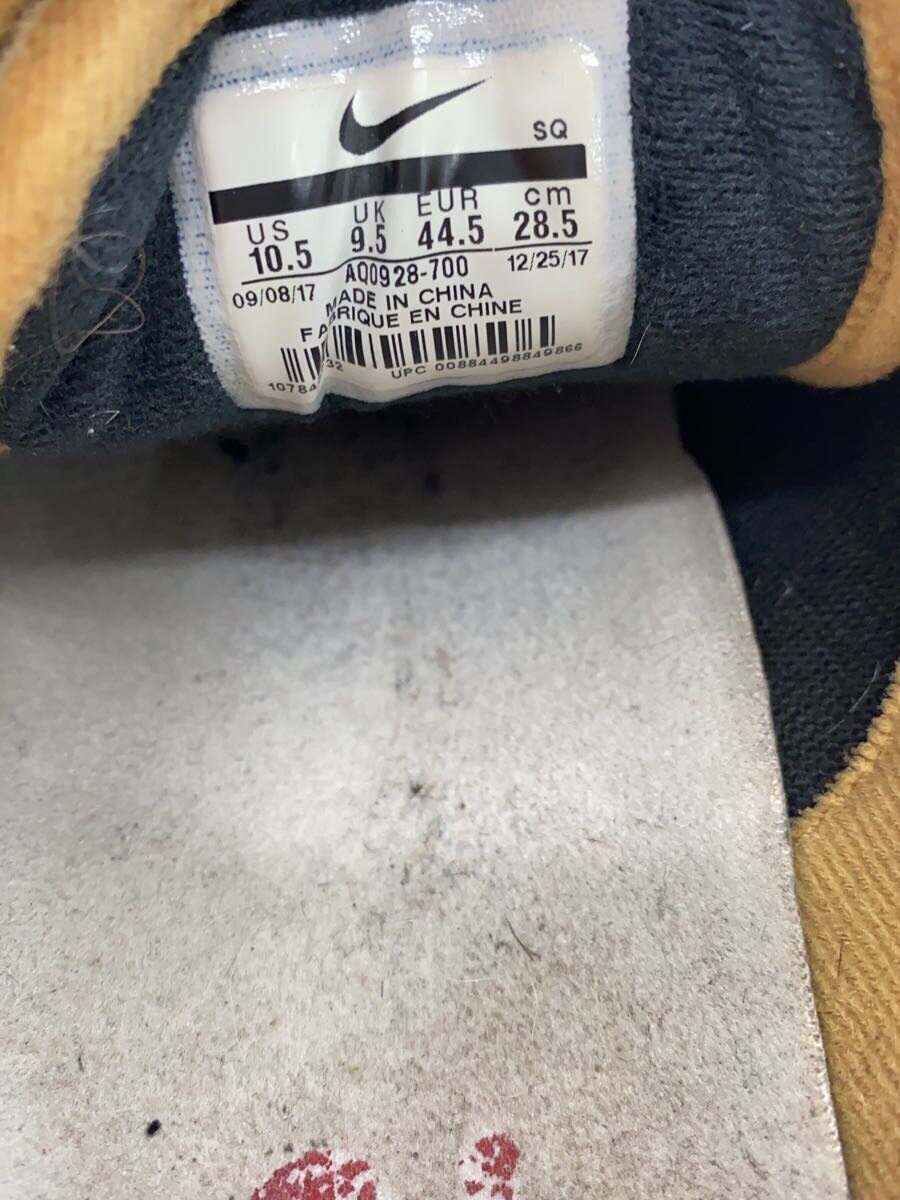 SQ
US UK EUR cm
10.5 9.5 44.5 28.5
09/08/17 AQ0928-700 12/25/17
MADE IN CHINA
EN CHINE
UPC 00884498849866